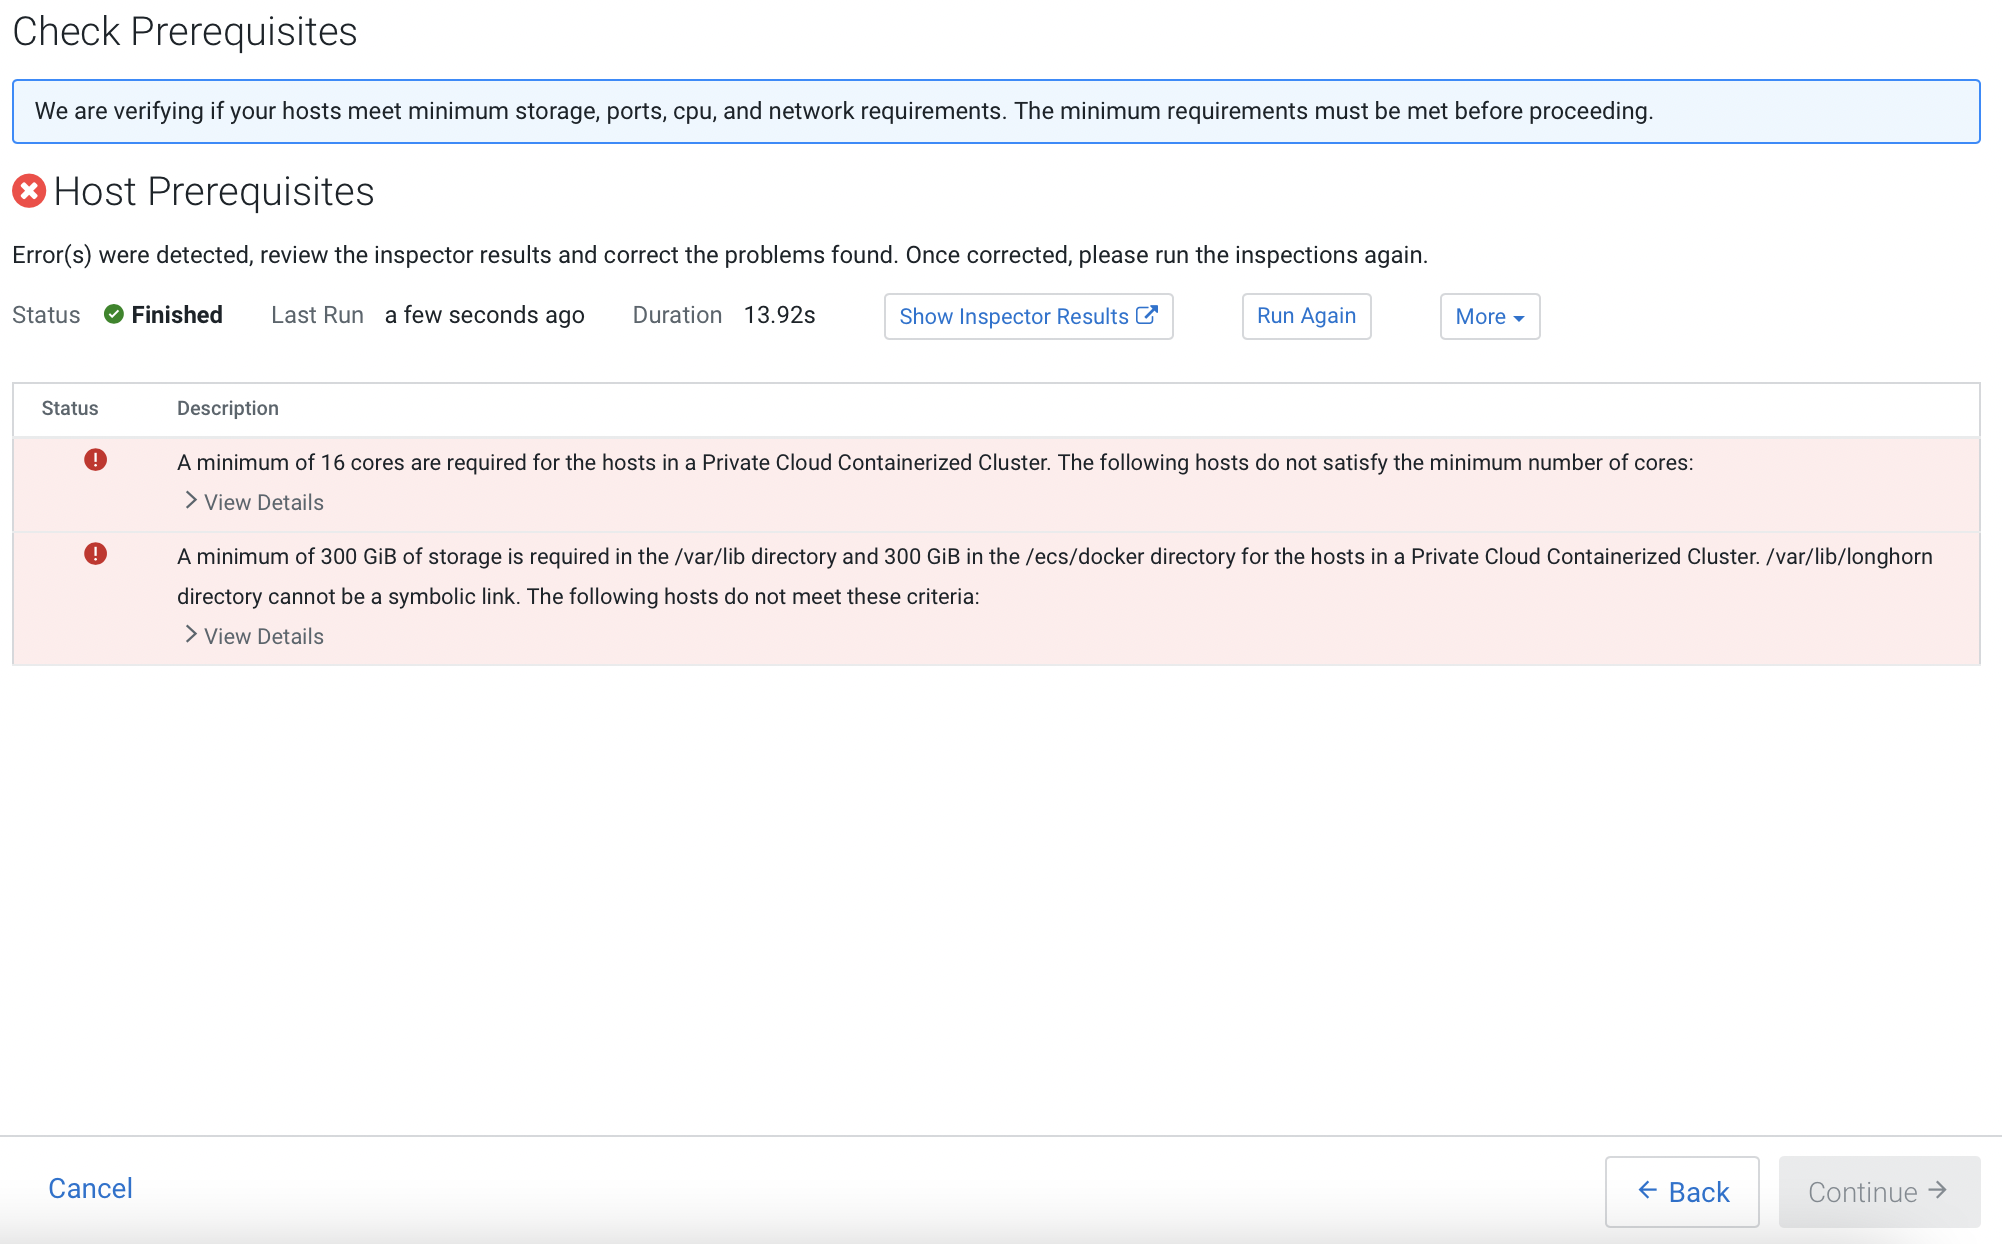 Check Prerequisites
We are verifying if your hosts meet minimum storage, ports, cpu, and network requirements. The minimum requirements must be met before proceeding.
Host Prerequisites
Error(s) were detected, review the inspector results and correct the problems found. Once corrected, please run the inspections again.
Status Finished Last Run a few seconds ago Duration 13.92s Show Inspector Results Run Again More
Status Description
A minimum of 16 cores are required for the hosts in a Private Cloud Containerized Cluster. The following hosts do not satisfy the minimum number of cores:
View Details
A minimum of 300 GiB of storage is required in the /var/lib directory and 300 GiB in the /ecs/docker directory for the hosts in a Private Cloud Containerized Cluster. /var/lib/longhorn
directory cannot be a symbolic link. The following hosts do not meet these criteria:
View Details
Cancel Back Continue